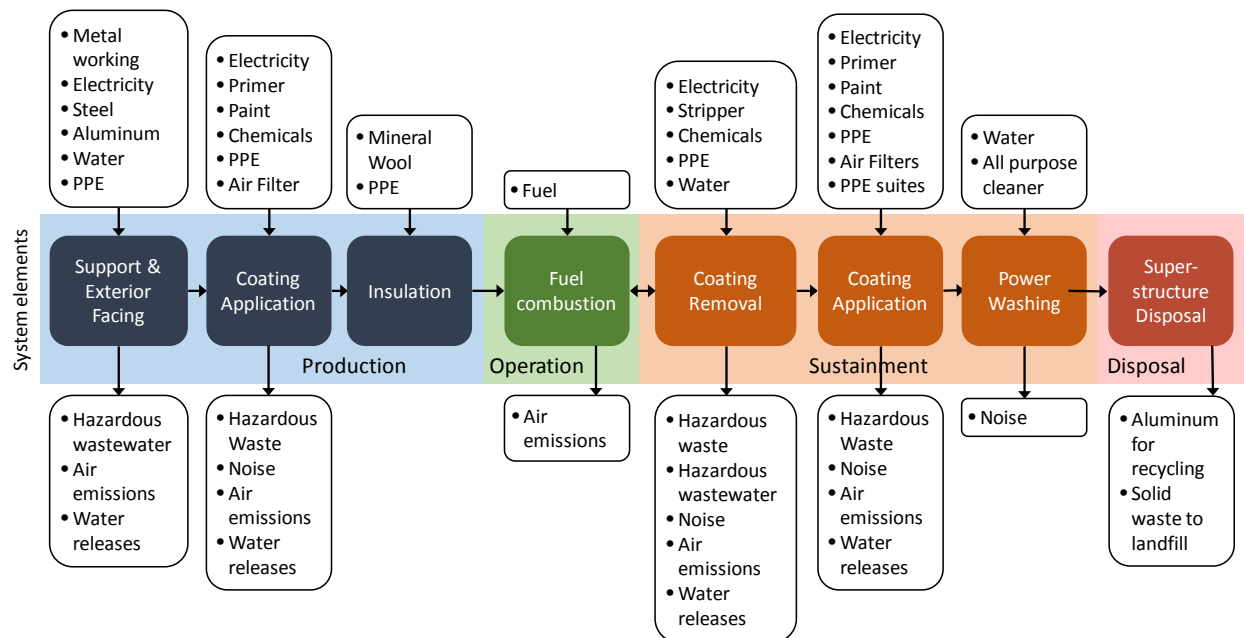 • Metal
working
• Electricity
• Steel
• Aluminum
• Water
• PPE
• Electricity
• Primer
• Paint
• Chemicals
• PPE
• Air Filter
• Mineral
Wool
• PPE
• Fuel
• Electricity
• Stripper
• Chemicals
• PPE
• Water
• Electricity
• Primer
• Paint
• Chemicals
• PPE
• Air Filters
• PPE suites
• Water
• All purpose
cleaner
System elements
Support &
Exterior
Facing
Coating
Application
Insulation
Fuel
combustion
Coating
Removal
Coating
Application
Power
Washing
Super-
structure
Disposal
Production
Operation
Sustainment
Disposal
• Hazardous
wastewater
• Air
emissions
• Water
releases
• Hazardous
Waste
• Noise
• Air
emissions
• Water
releases
• Air
emissions
• Hazardous
waste
• Hazardous
wastewater
• Noise
• Air
emissions
• Water
releases
• Hazardous
Waste
• Noise
• Air
emissions
• Water
releases
• Noise
• Aluminum
for
recycling
• Solid
waste to
landfill